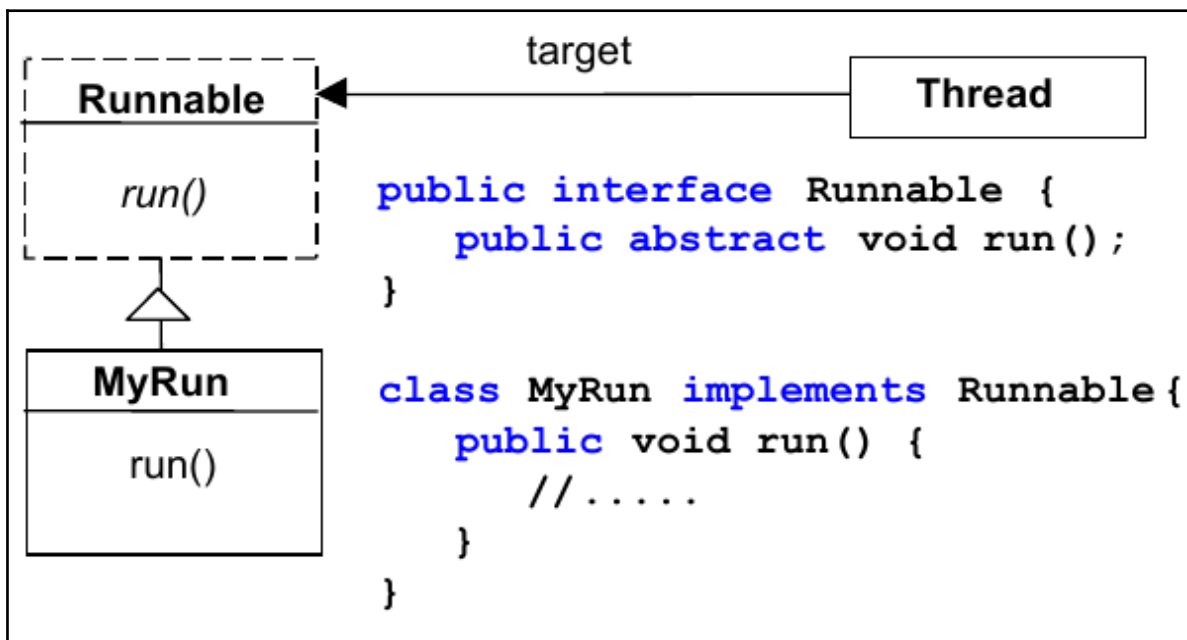 target
Runnable
Thread
run()
public interface Runnable {
public abstract void run();
}
MyRun
class MyRun implements Runnable{
run()
public void run() {
//.....
}
}